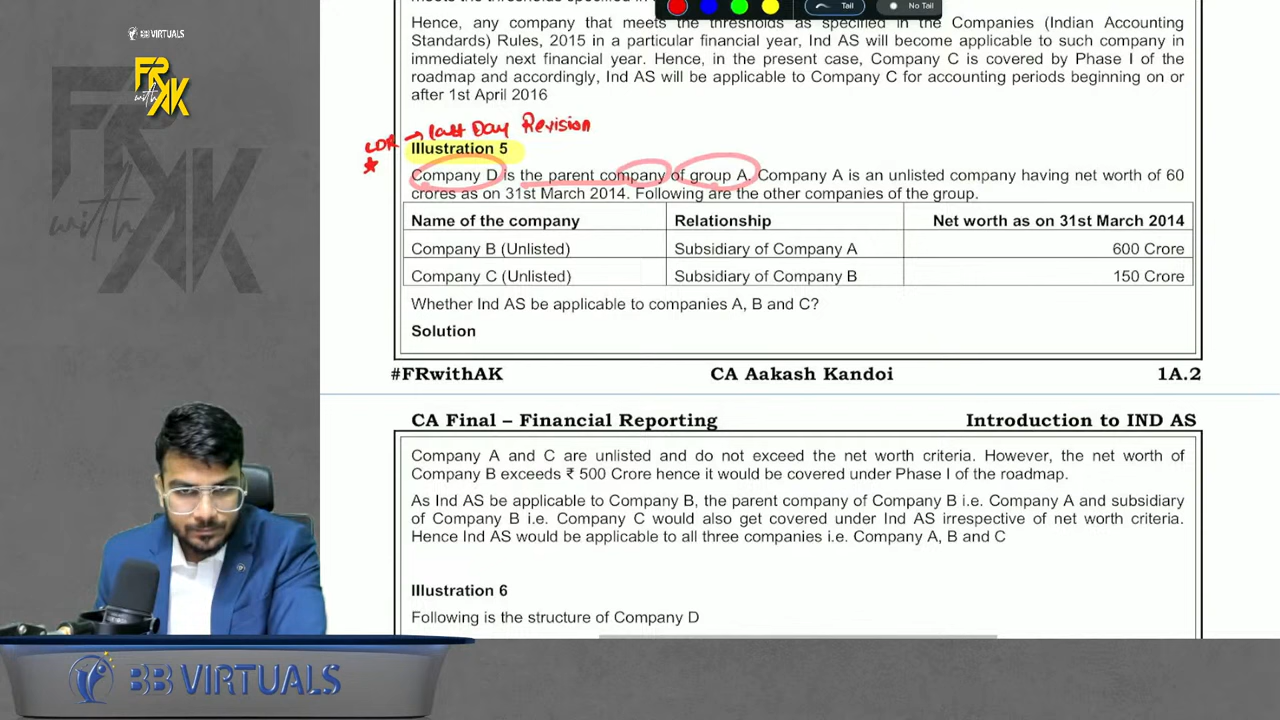 BB VIRTUALS
FR
with
AK
FR
with
AK
Tail
No Tail
Hence, any company that meets the thresholds as specified in the Companies (Indian Accounting
Standards) Rules, 2015 in a particular financial year, Ind AS will become applicable to such company in
immediately next financial year. Hence, in the present case, Company C is covered by Phase I of the
roadmap and accordingly, Ind AS will be applicable to Company C for accounting periods beginning on or
after 1st April 2016
LDR → Last Day Revision
Illustration 5
Company D is the parent company of group A. Company A is an unlisted company having net worth of 60
crores as on 31st March 2014. Following are the other companies of the group.
Name of the company Relationship Net worth as on 31st March 2014
Company B (Unlisted) Subsidiary of Company A 600 Crore
Company C (Unlisted) Subsidiary of Company B 150 Crore
Whether Ind AS be applicable to companies A, B and C?
Solution
#FRwithAK CA Aakash Kandoi 1A.2
CA Final – Financial Reporting Introduction to IND AS
Company A and C are unlisted and do not exceed the net worth criteria. However, the net worth of
Company B exceeds ₹ 500 Crore hence it would be covered under Phase I of the roadmap.
As Ind AS be applicable to Company B, the parent company of Company B i.e. Company A and subsidiary
of Company B i.e. Company C would also get covered under Ind AS irrespective of net worth criteria.
Hence Ind AS would be applicable to all three companies i.e. Company A, B and C
Illustration 6
Following is the structure of Company D
BB VIRTUALS